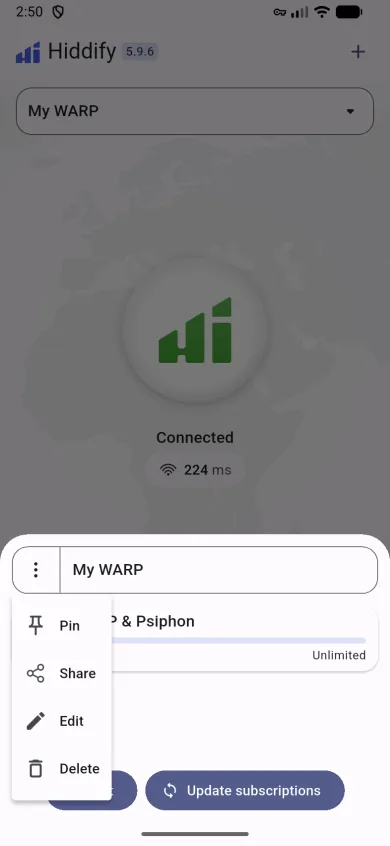 2:50
Hiddify 5.9.6 +
My WARP
Connected
224 ms
My WARP
P & Psiphon
Unlimited
Pin
Share
Edit
Delete
Update subscriptions